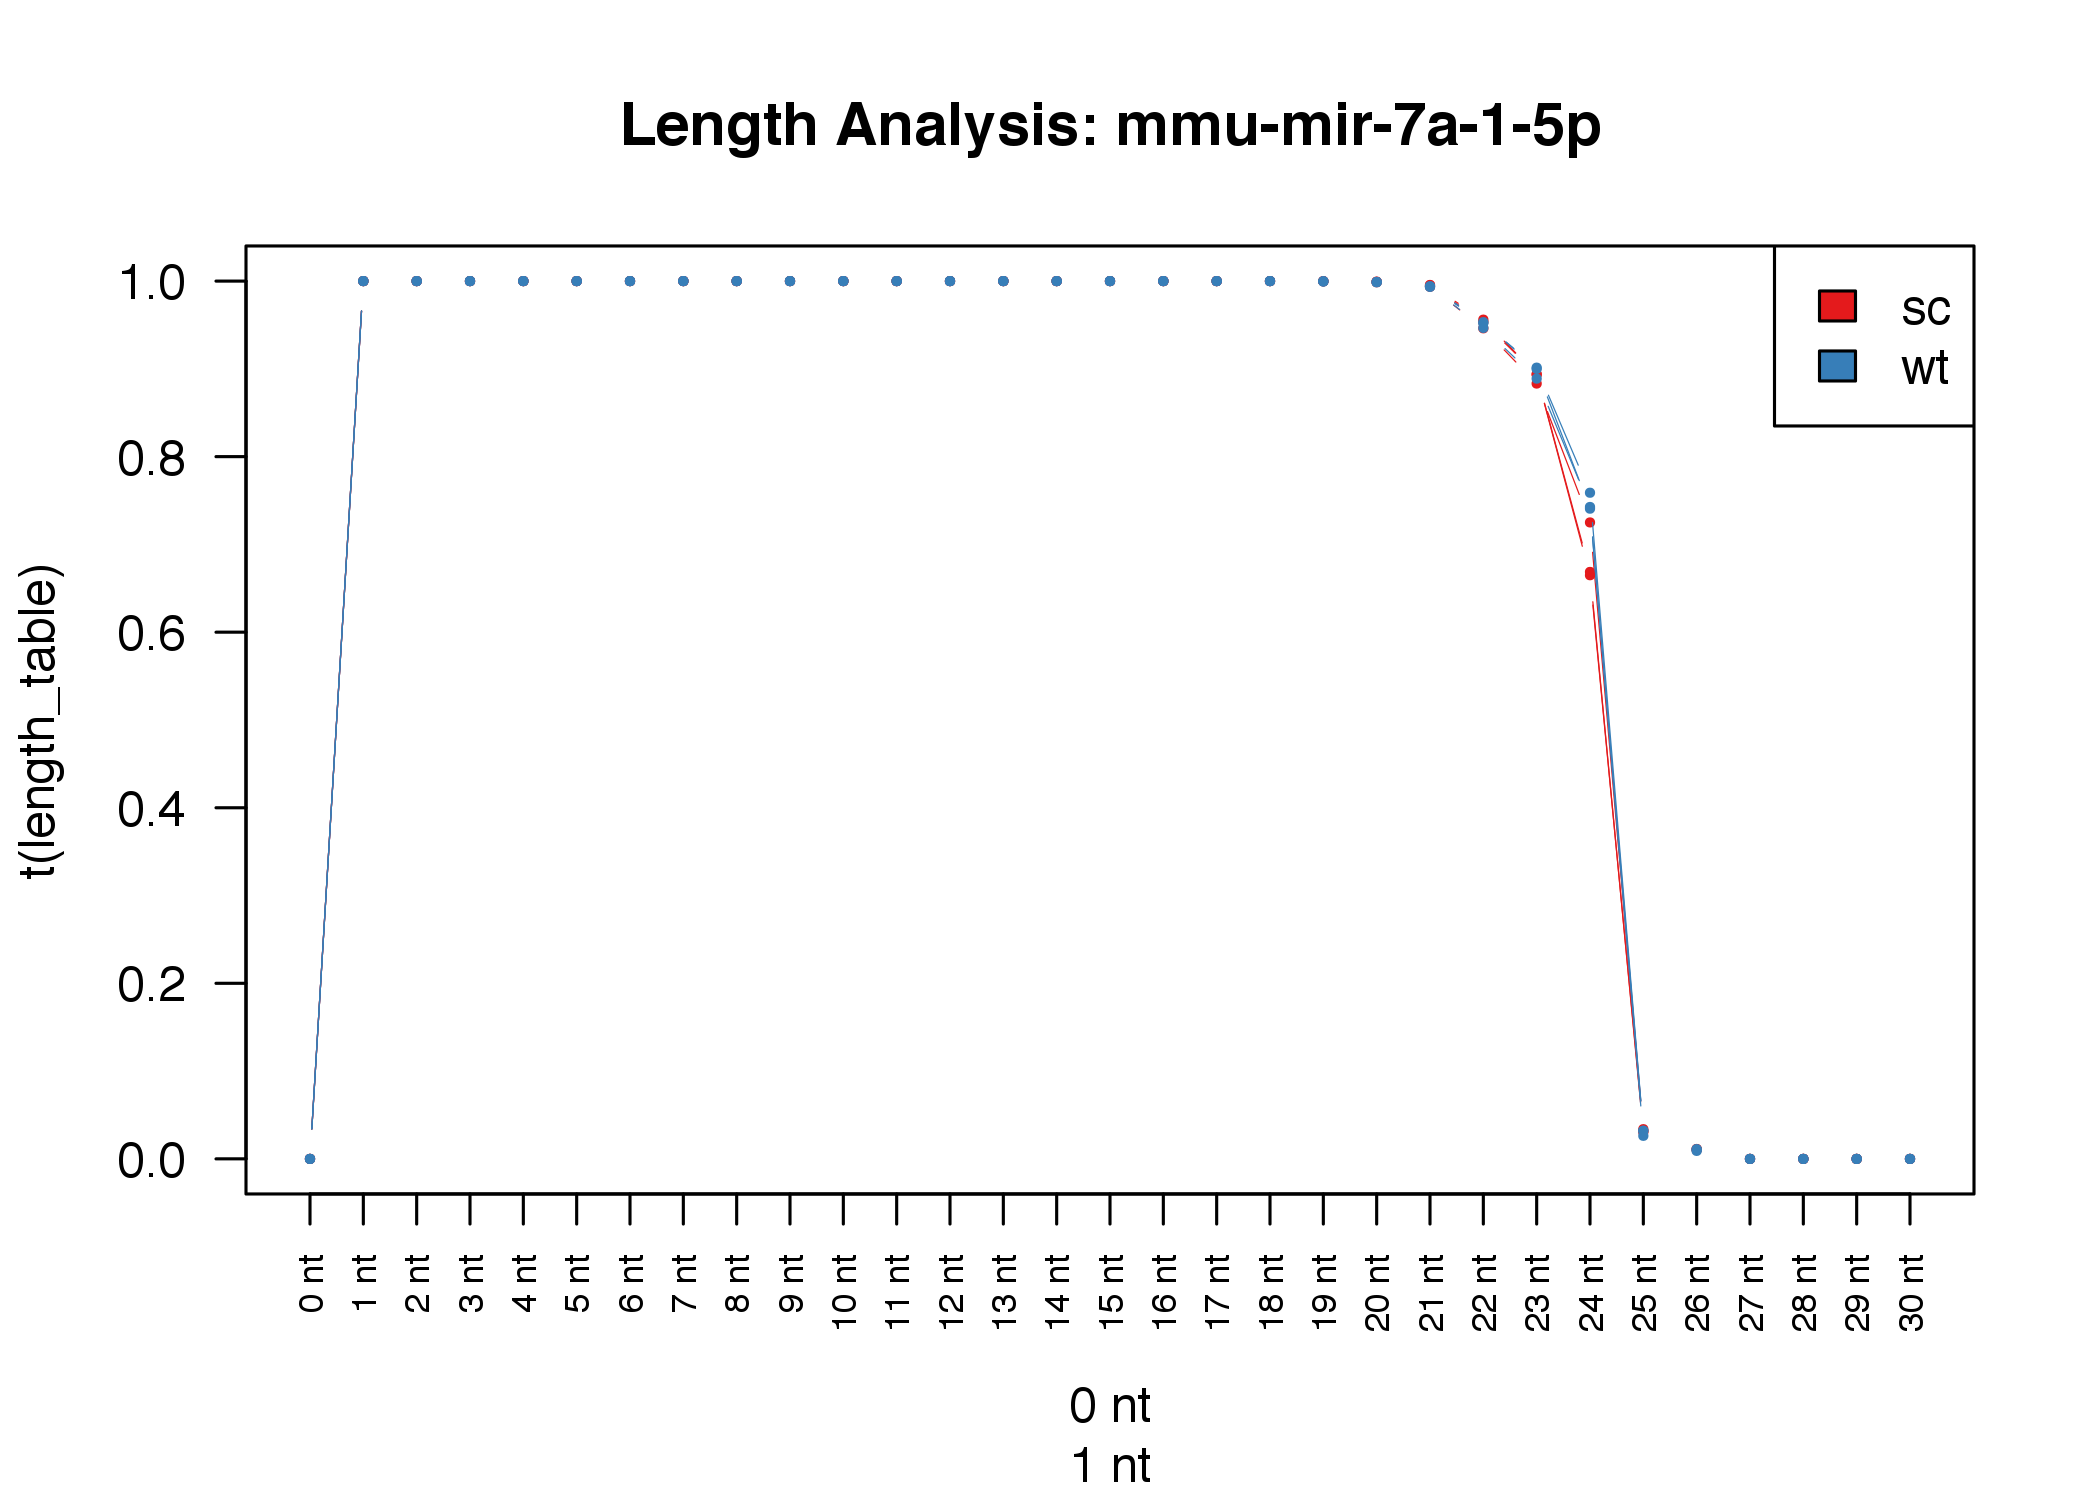 Length Analysis: mmu-mir-7a-1-5p
sc
wt
t(length_table)
1.0
0.8
0.6
0.4
0.2
0.0
0 nt
1 nt
2 nt
3 nt
4 nt
5 nt
6 nt
7 nt
8 nt
9 nt
10 nt
11 nt
12 nt
13 nt
14 nt
15 nt
16 nt
17 nt
18 nt
19 nt
20 nt
21 nt
22 nt
23 nt
24 nt
25 nt
26 nt
27 nt
28 nt
29 nt
30 nt
0 nt
1 nt